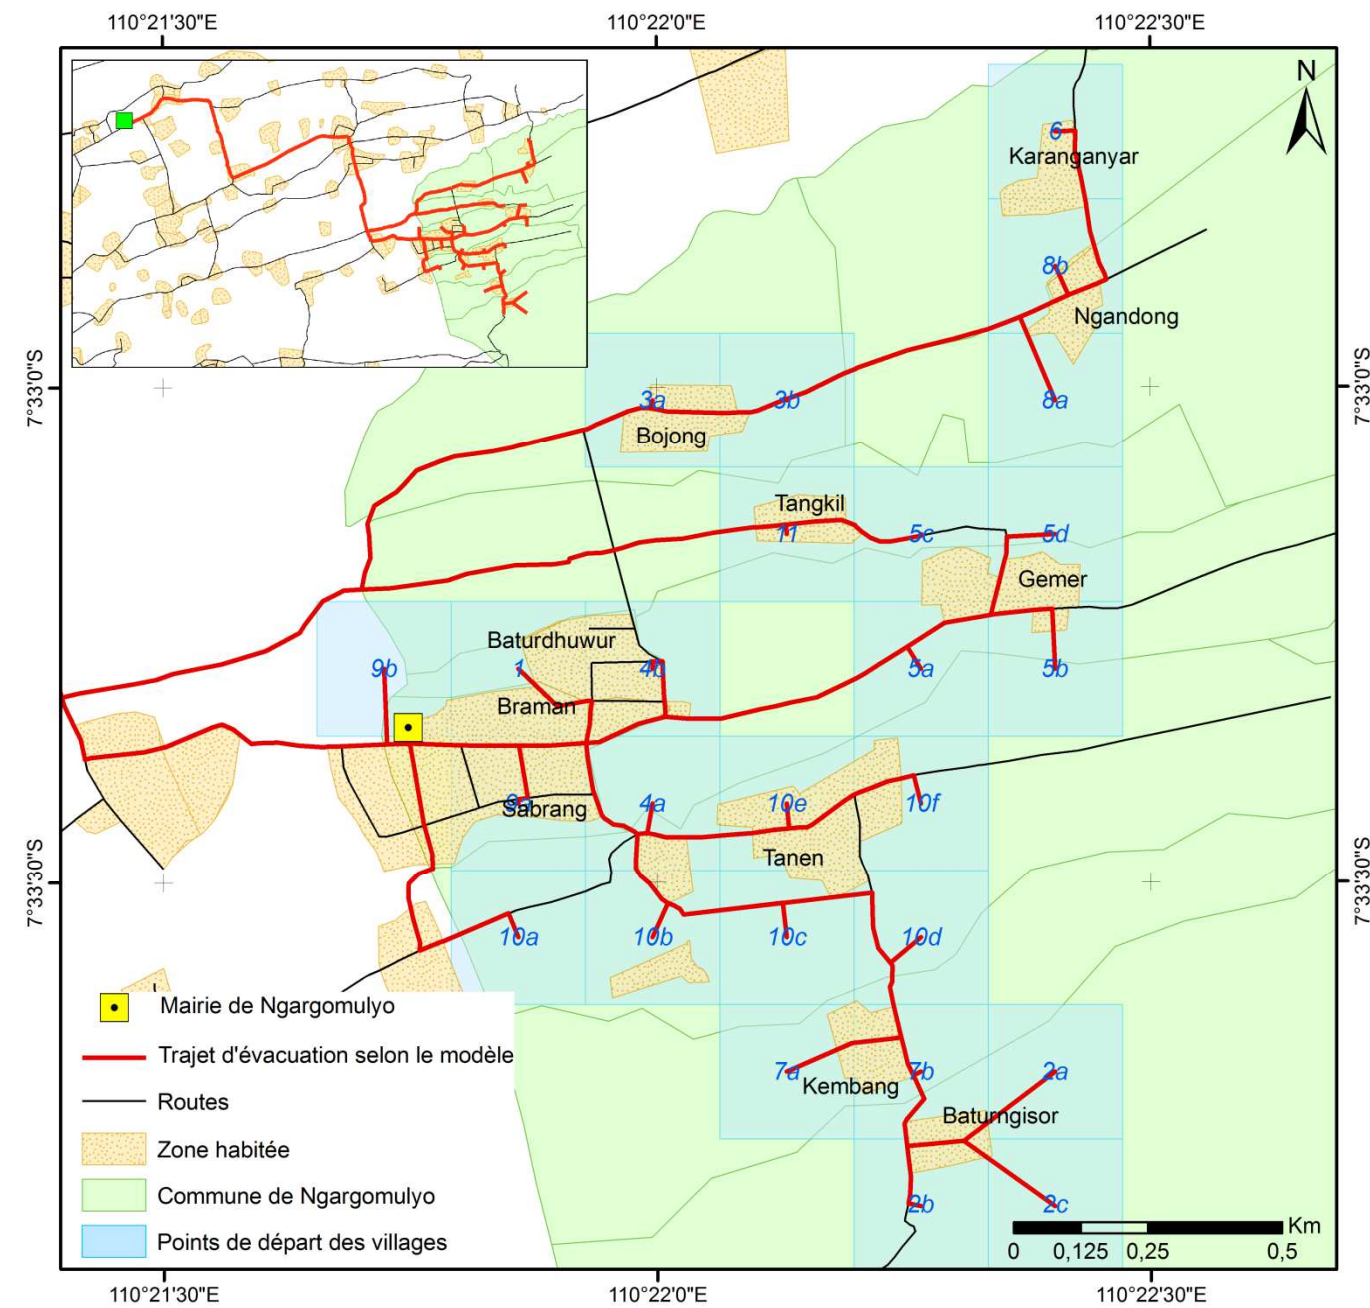 110°21'30"E 110°22'0"E 110°22'30"E
N
6
Karanganyar
8b
Ngandong
7°33'0"S 7°33'0"S
3a 3b 8a
Bojong
Tangkil
11 5c 5d
Gemer
Baturdhuwur
9b 1 4b 5a 5b
Braman
9a 4a 10e 10f
Sabrang
Tanen
7°33'30"S 7°33'30"S
10a 10b 10c 10d
Mairie de Ngargomulyo
Trajet d'évacuation selon le modèle
7a 7b 2a
Kembang
Routes
Baturngisor
Zone habitée
Commune de Ngargomulyo
2b 2c
Points de départ des villages
Km
0 0,125 0,25 0,5
110°21'30"E 110°22'0"E 110°22'30"E